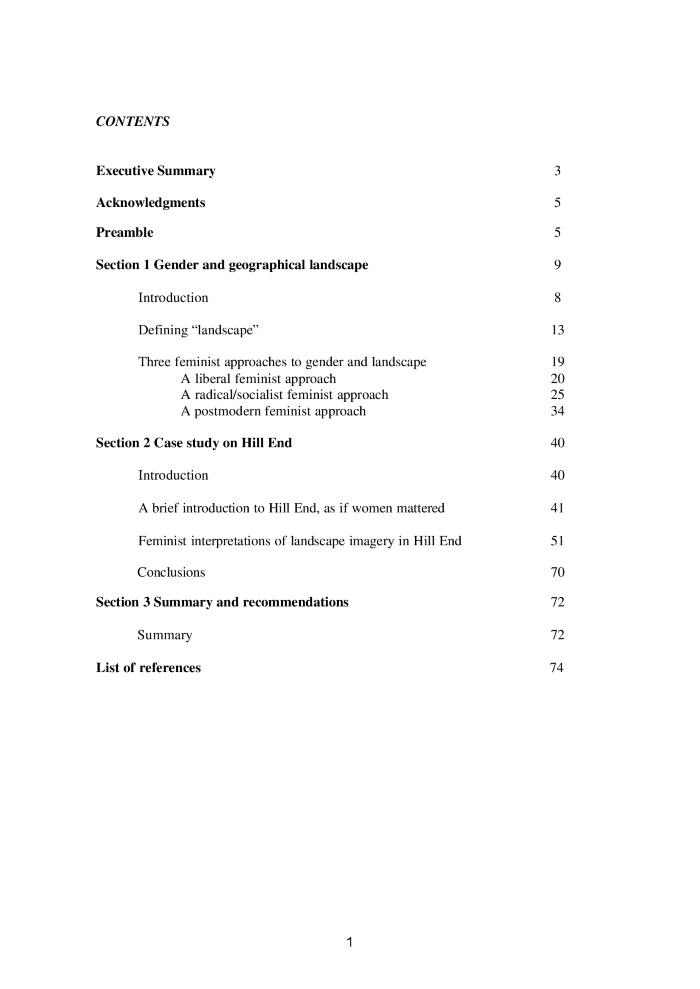 CONTENTS
Executive Summary 3
Acknowledgments 5
Preamble 5
Section 1 Gender and geographical landscape 9
Introduction 8
Defining “landscape” 13
Three feminist approaches to gender and landscape 19
A liberal feminist approach 20
A radical/socialist feminist approach 25
A postmodern feminist approach 34
Section 2 Case study on Hill End 40
Introduction 40
A brief introduction to Hill End, as if women mattered 41
Feminist interpretations of landscape imagery in Hill End 51
Conclusions 70
Section 3 Summary and recommendations 72
Summary 72
List of references 74
1